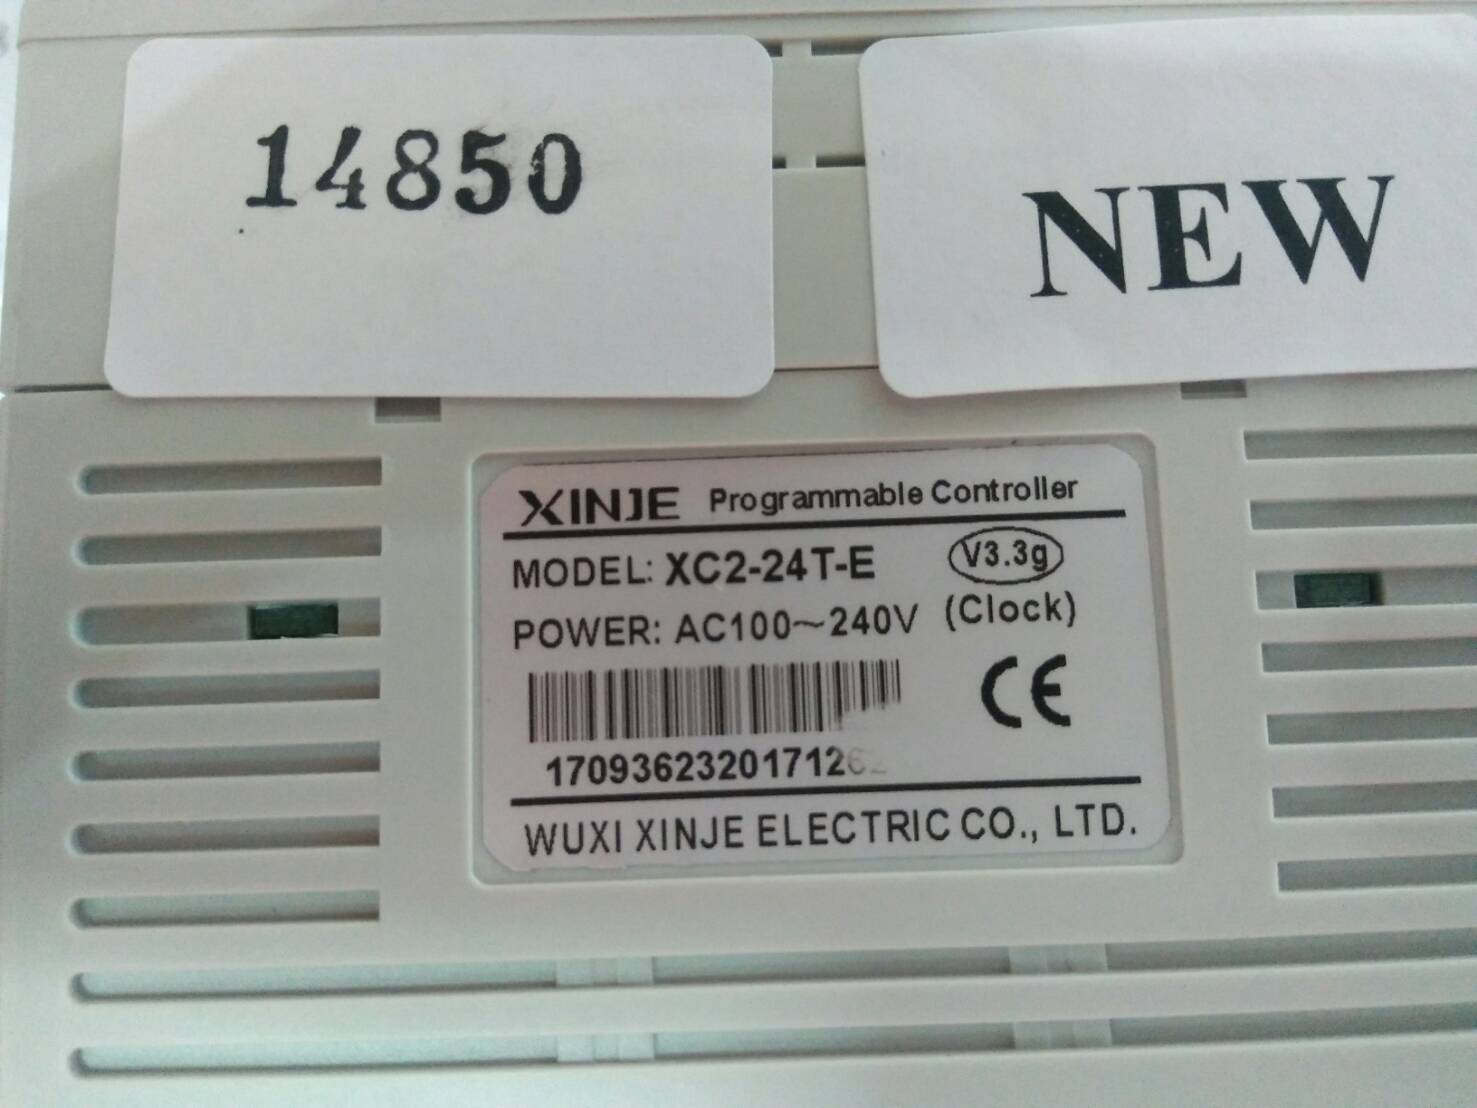 14850
NEW
XINJE Programmable Controller
MODEL: XC2-24T-E V3.3g
POWER: AC100~240V (Clock)
CE
WUXI XINJE ELECTRIC CO., LTD.